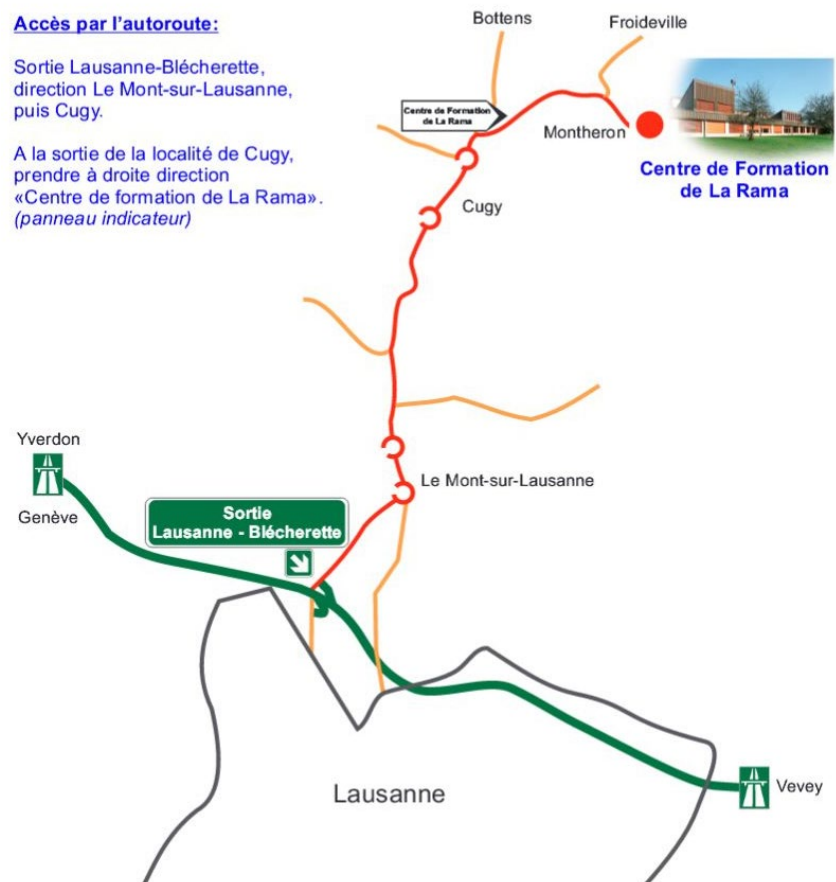 Accès par l'autoroute:
Sortie Lausanne-Blécherette,
direction Le Mont-sur-Lausanne,
puis Cugy.
A la sortie de la localité de Cugy,
prendre à droite direction
«Centre de formation de La Rama».
(panneau indicateur)
Bottens
Froideville
Centre de Formation
de La Rama
Montheron
Centre de Formation
de La Rama
Cugy
Yverdon
Genève
Le Mont-sur-Lausanne
Sortie
Lausanne - Blécherette
Lausanne
Vevey